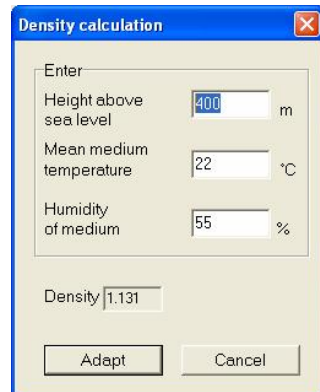 Density calculation
Enter
Height above
sea level
400 m
Mean medium
temperature
22 °C
Humidity
of medium
55 %
Density 1.131
Adapt Cancel